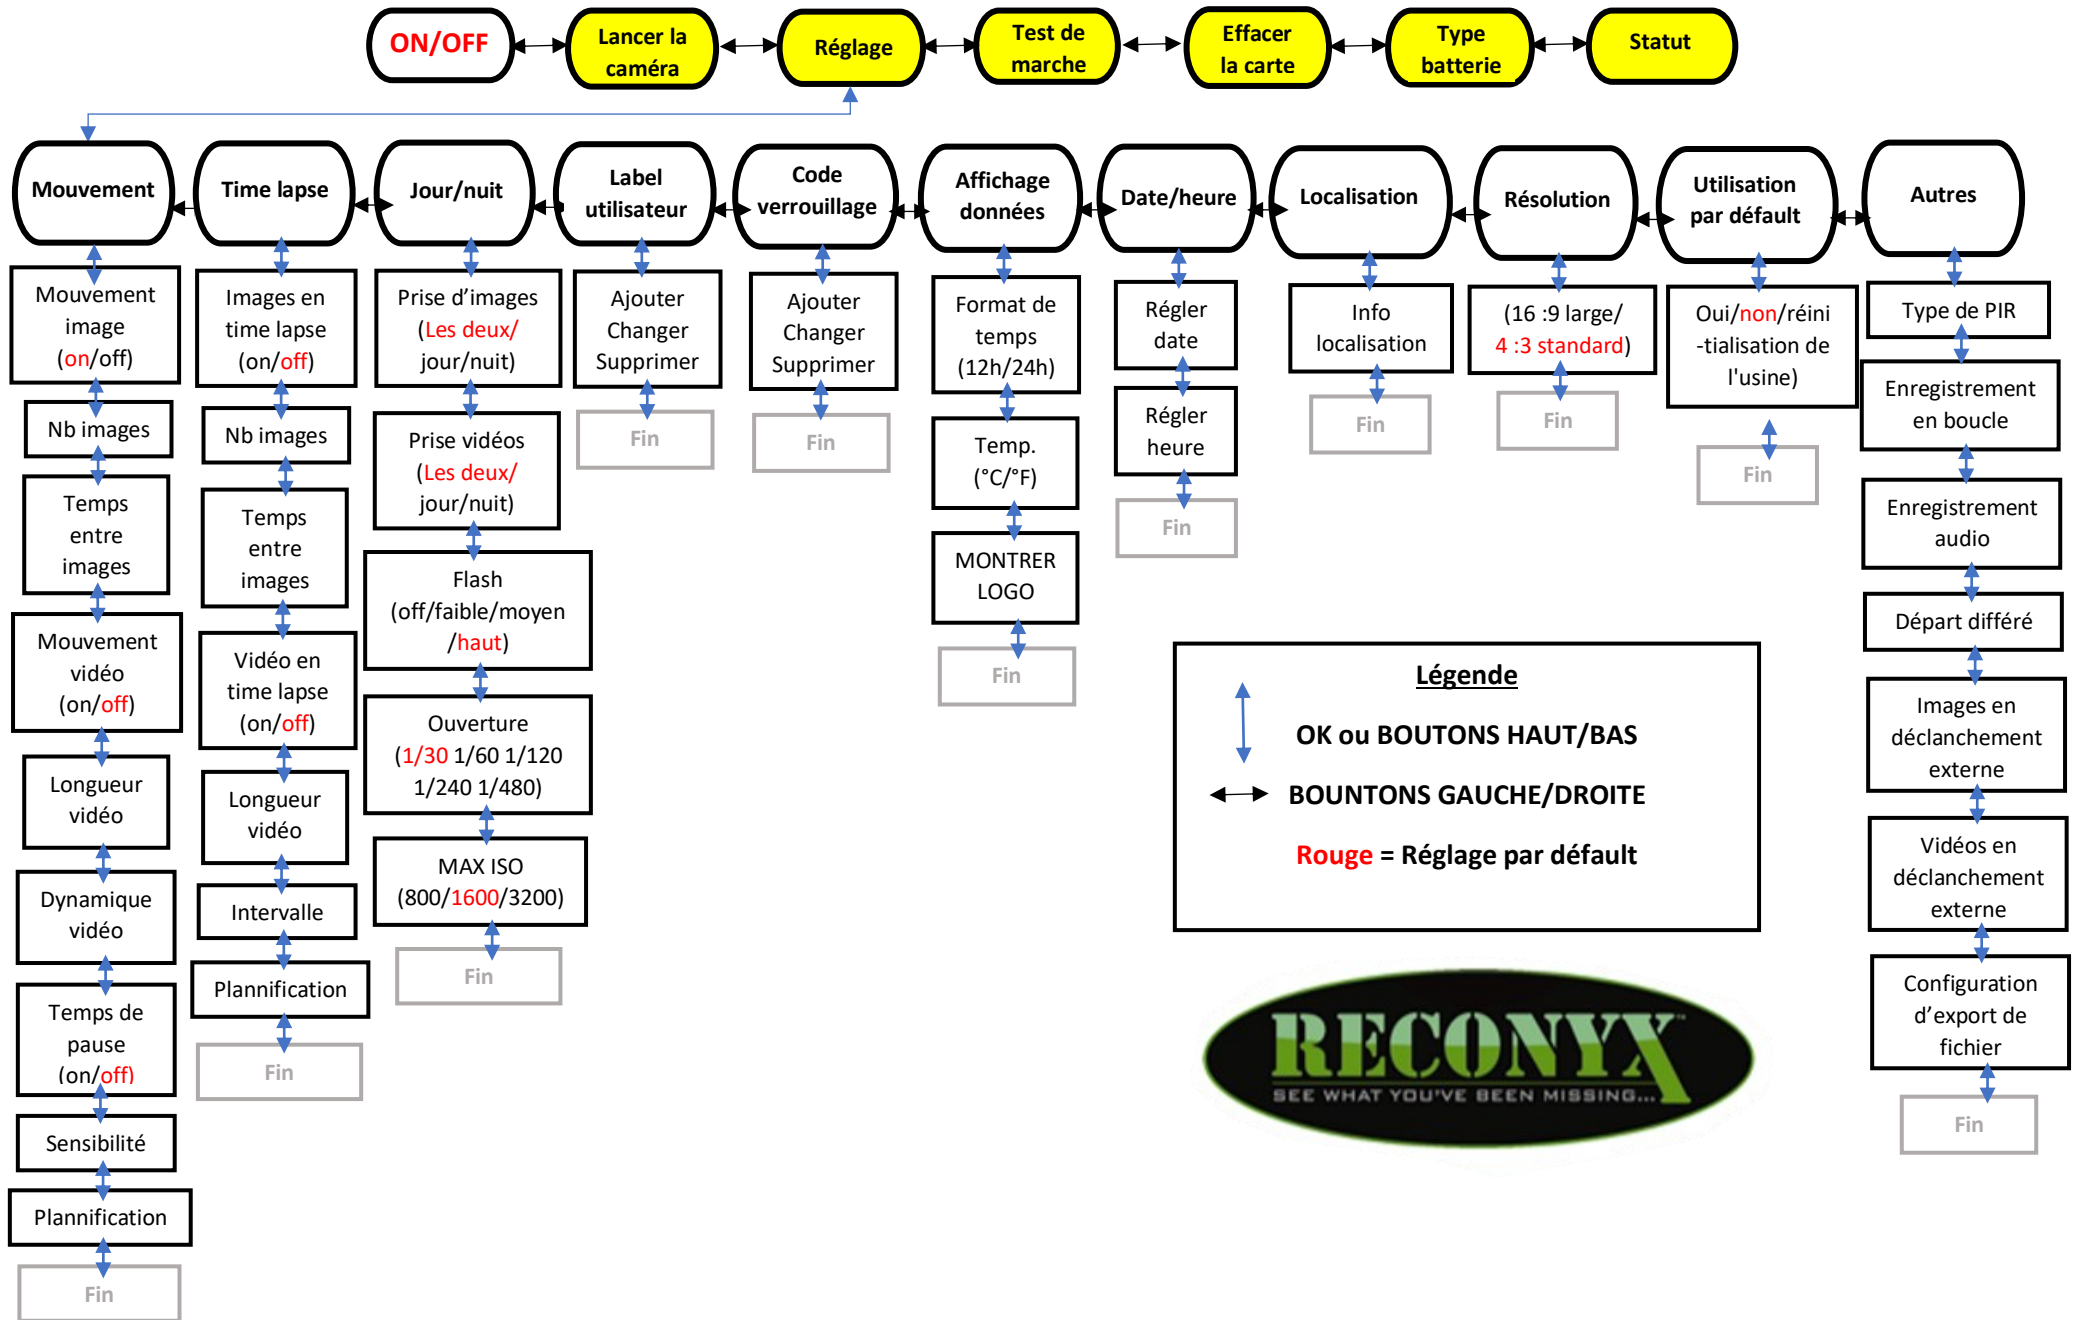 ON/OFF
Lancer la
caméra
Réglage
Test de
marche
Effacer
la carte
Type
batterie
Statut
Mouvement
Time lapse
Jour/nuit
Label
utilisateur
Code
verrouillage
Affichage
données
Date/heure
Localisation
Résolution
Utilisation
par défault
Autres
Mouvement
image
(on/off)
Nb images
Temps
entre
images
Mouvement
vidéo
(on/off)
Longueur
vidéo
Dynamique
vidéo
Temps de
pause
(on/off)
Sensibilité
Plannification
Fin
Images en
time lapse
(on/off)
Nb images
Temps
entre
images
Vidéo en
time lapse
(on/off)
Longueur
vidéo
Intervalle
Plannification
Fin
Prise d'images
(Les deux/
jour/nuit)
Prise vidéos
(Les deux/
jour/nuit)
Flash
(off/faible/moyen
/haut)
Ouverture
(1/30 1/60 1/120
1/240 1/480)
MAX ISO
(800/1600/3200)
Fin
Ajouter
Changer
Supprimer
Fin
Ajouter
Changer
Supprimer
Fin
Format de
temps
(12h/24h)
Temp.
(°C/°F)
MONTRER
LOGO
Fin
Régler
date
Régler
heure
Fin
Info
localisation
Fin
(16 :9 large/
4 :3 standard)
Fin
Oui/non/réini
-tialisation de
l'usine)
Fin
Type de PIR
Enregistrement
en boucle
Enregistrement
audio
Départ différé
Images en
déclanchement
externe
Vidéos en
déclanchement
externe
Configuration
d'export de
fichier
Fin
Légende
OK ou BOUTONS HAUT/BAS
BOUNTONS GAUCHE/DROITE
Rouge = Réglage par défault
RECONYX™
SEE WHAT YOU'VE BEEN MISSING...